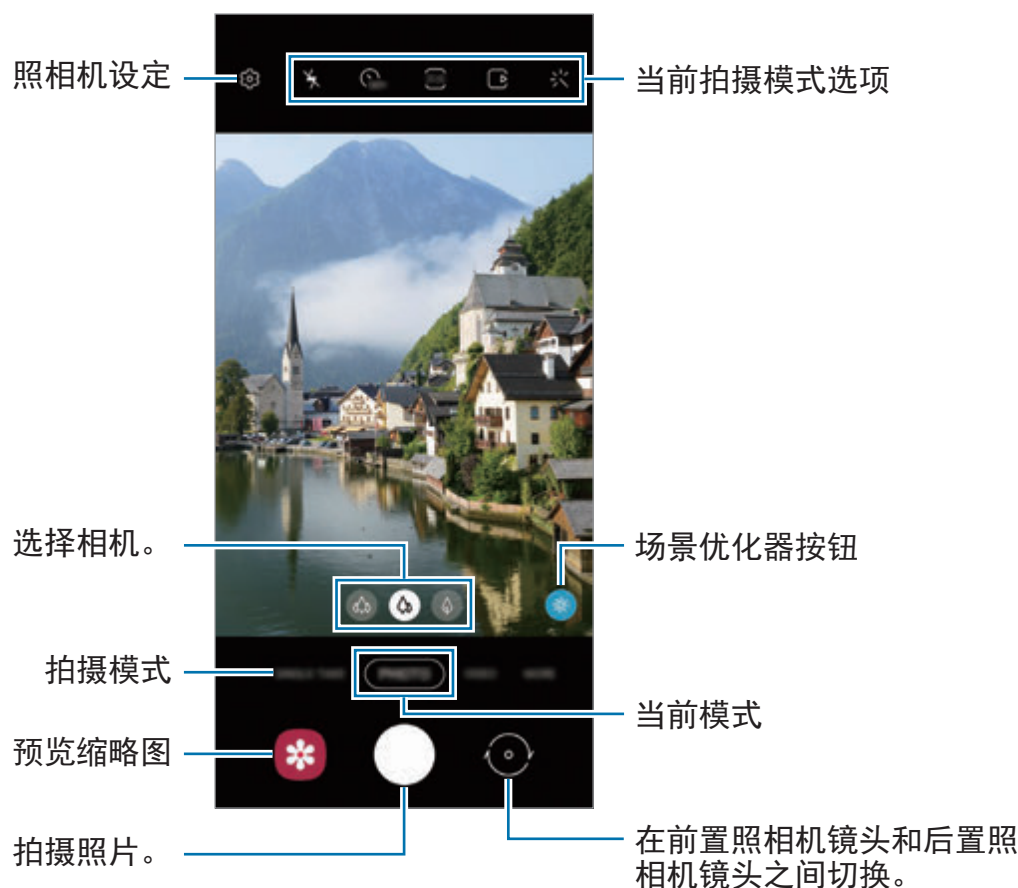 照相机设定
当前拍摄模式选项
选择相机。
场景优化器按钮
拍摄模式
PHOTO
当前模式
预览缩略图
拍摄照片。
在前置照相机镜头和后置照
相机镜头之间切换。